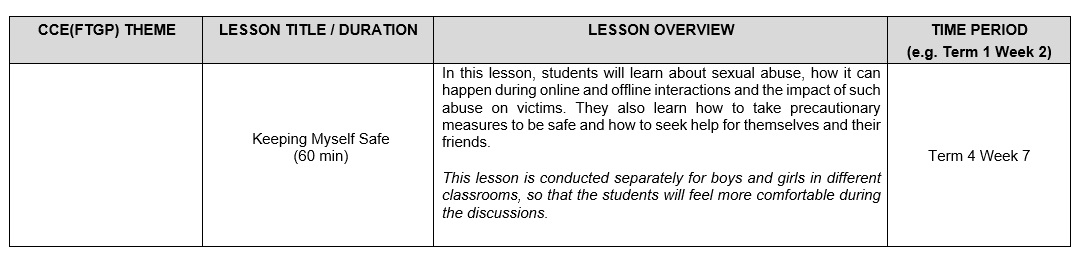 CCE(FTGP) THEME
LESSON TITLE / DURATION
LESSON OVERVIEW
TIME PERIOD
(e.g. Term 1 Week 2)
Keeping Myself Safe
(60 min)
In this lesson, students will learn about sexual abuse, how it can
happen during online and offline interactions and the impact of such
abuse on victims. They also learn how to take precautionary
measures to be safe and how to seek help for themselves and their
friends.
This lesson is conducted separately for boys and girls in different
classrooms, so that the students will feel more comfortable during
the discussions.
Term 4 Week 7